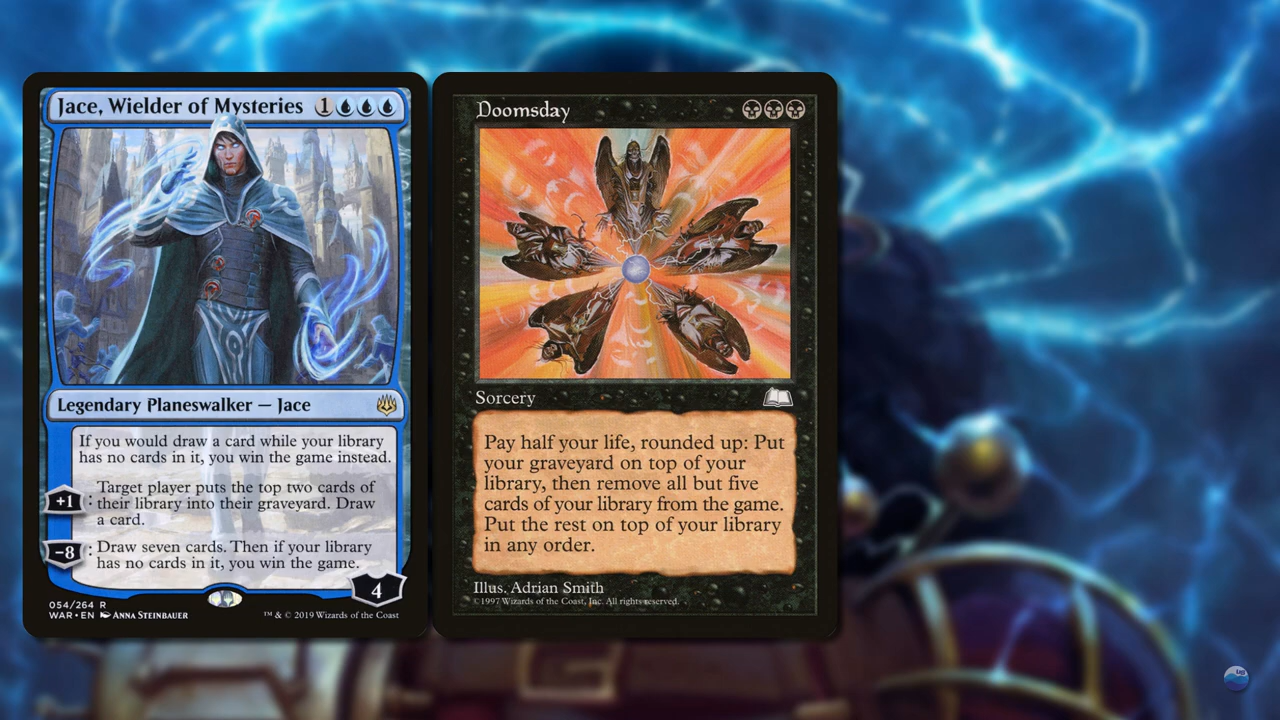 Jace, Wielder of Mysteries 1
Legendary Planeswalker — Jace
If you would draw a card while your library
has no cards in it, you win the game instead.
+1: Target player puts the top two cards of
their library into their graveyard. Draw
a card.
-8: Draw seven cards. Then if your library
has no cards in it, you win the game.
4
054/264 R
WAR • EN Anna Steinbauer
™ & © 2019 Wizards of the Coast
Doomsday
Sorcery
Pay half your life, rounded up: Put
your graveyard on top of your
library, then remove all but five
cards of your library from the game.
Put the rest on top of your library
in any order.
Illus. Adrian Smith
©1997 Wizards of the Coast, Inc. All rights reserved.